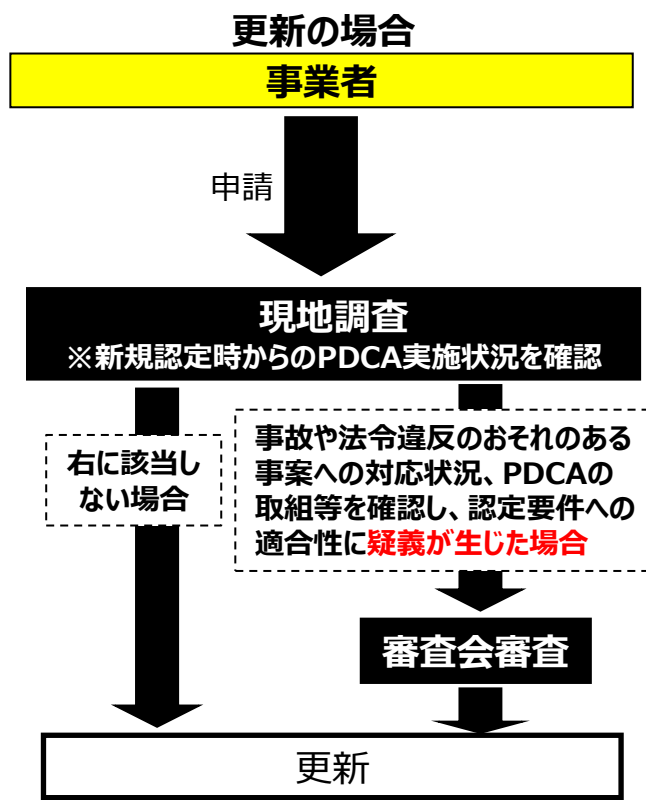 更新の場合
事業者
申請
現地調査
※新規認定時からのPDCA実施状況を確認
右に該当し
ない場合
事故や法令違反のおそれのある
事案への対応状況、PDCAの
取組等を確認し、認定要件への
適合性に疑義が生じた場合
審査会審査
更新